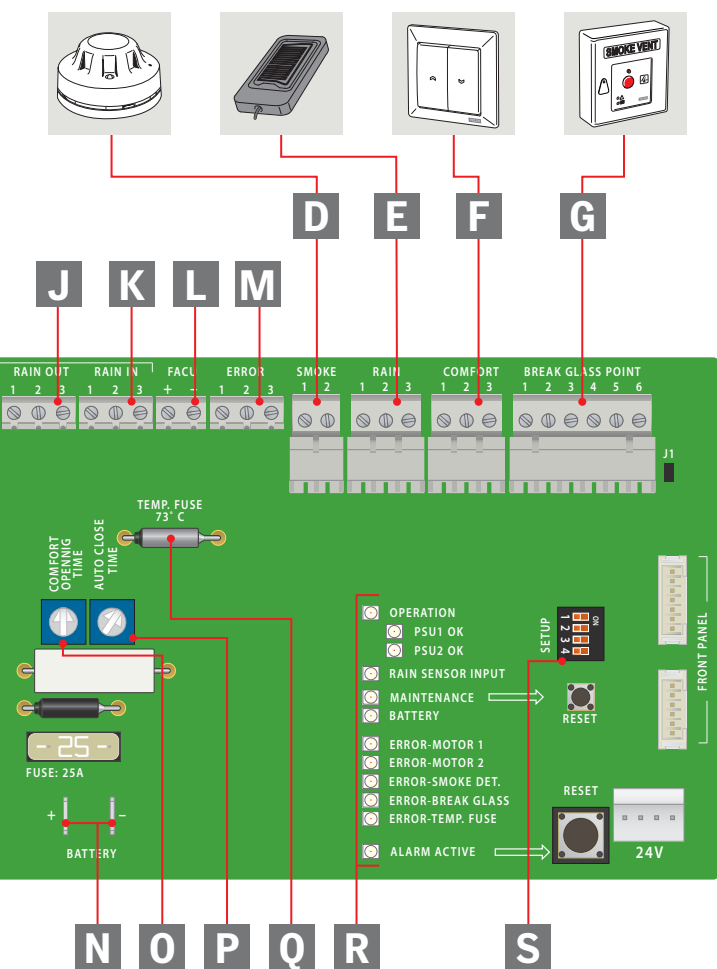 SMOKE VENT
D E F G
J K L M
RAIN OUT RAIN IN FACU ERROR SMOKE RAIN COMFORT BREAK GLASS POINT
1 2 3 1 2 3 + - 1 2 3 1 2 1 2 3 1 2 3 1 2 3 4 5 6
J1
TEMP. FUSE
73° C
COMFORT
OPENNIG
TIME
AUTO CLOSE
TIME
OPERATION
PSU1 OK
PSU2 OK
RAIN SENSOR INPUT
MAINTENANCE
BATTERY
ERROR-MOTOR 1
ERROR-MOTOR 2
ERROR-SMOKE DET.
ERROR-BREAK GLASS
ERROR-TEMP. FUSE
ALARM ACTIVE
SETUP
ON
1 2 3 4
RESET
FRONT PANEL
- 25 -
FUSE: 25A
+ -
BATTERY
RESET
24V
N O P Q R S